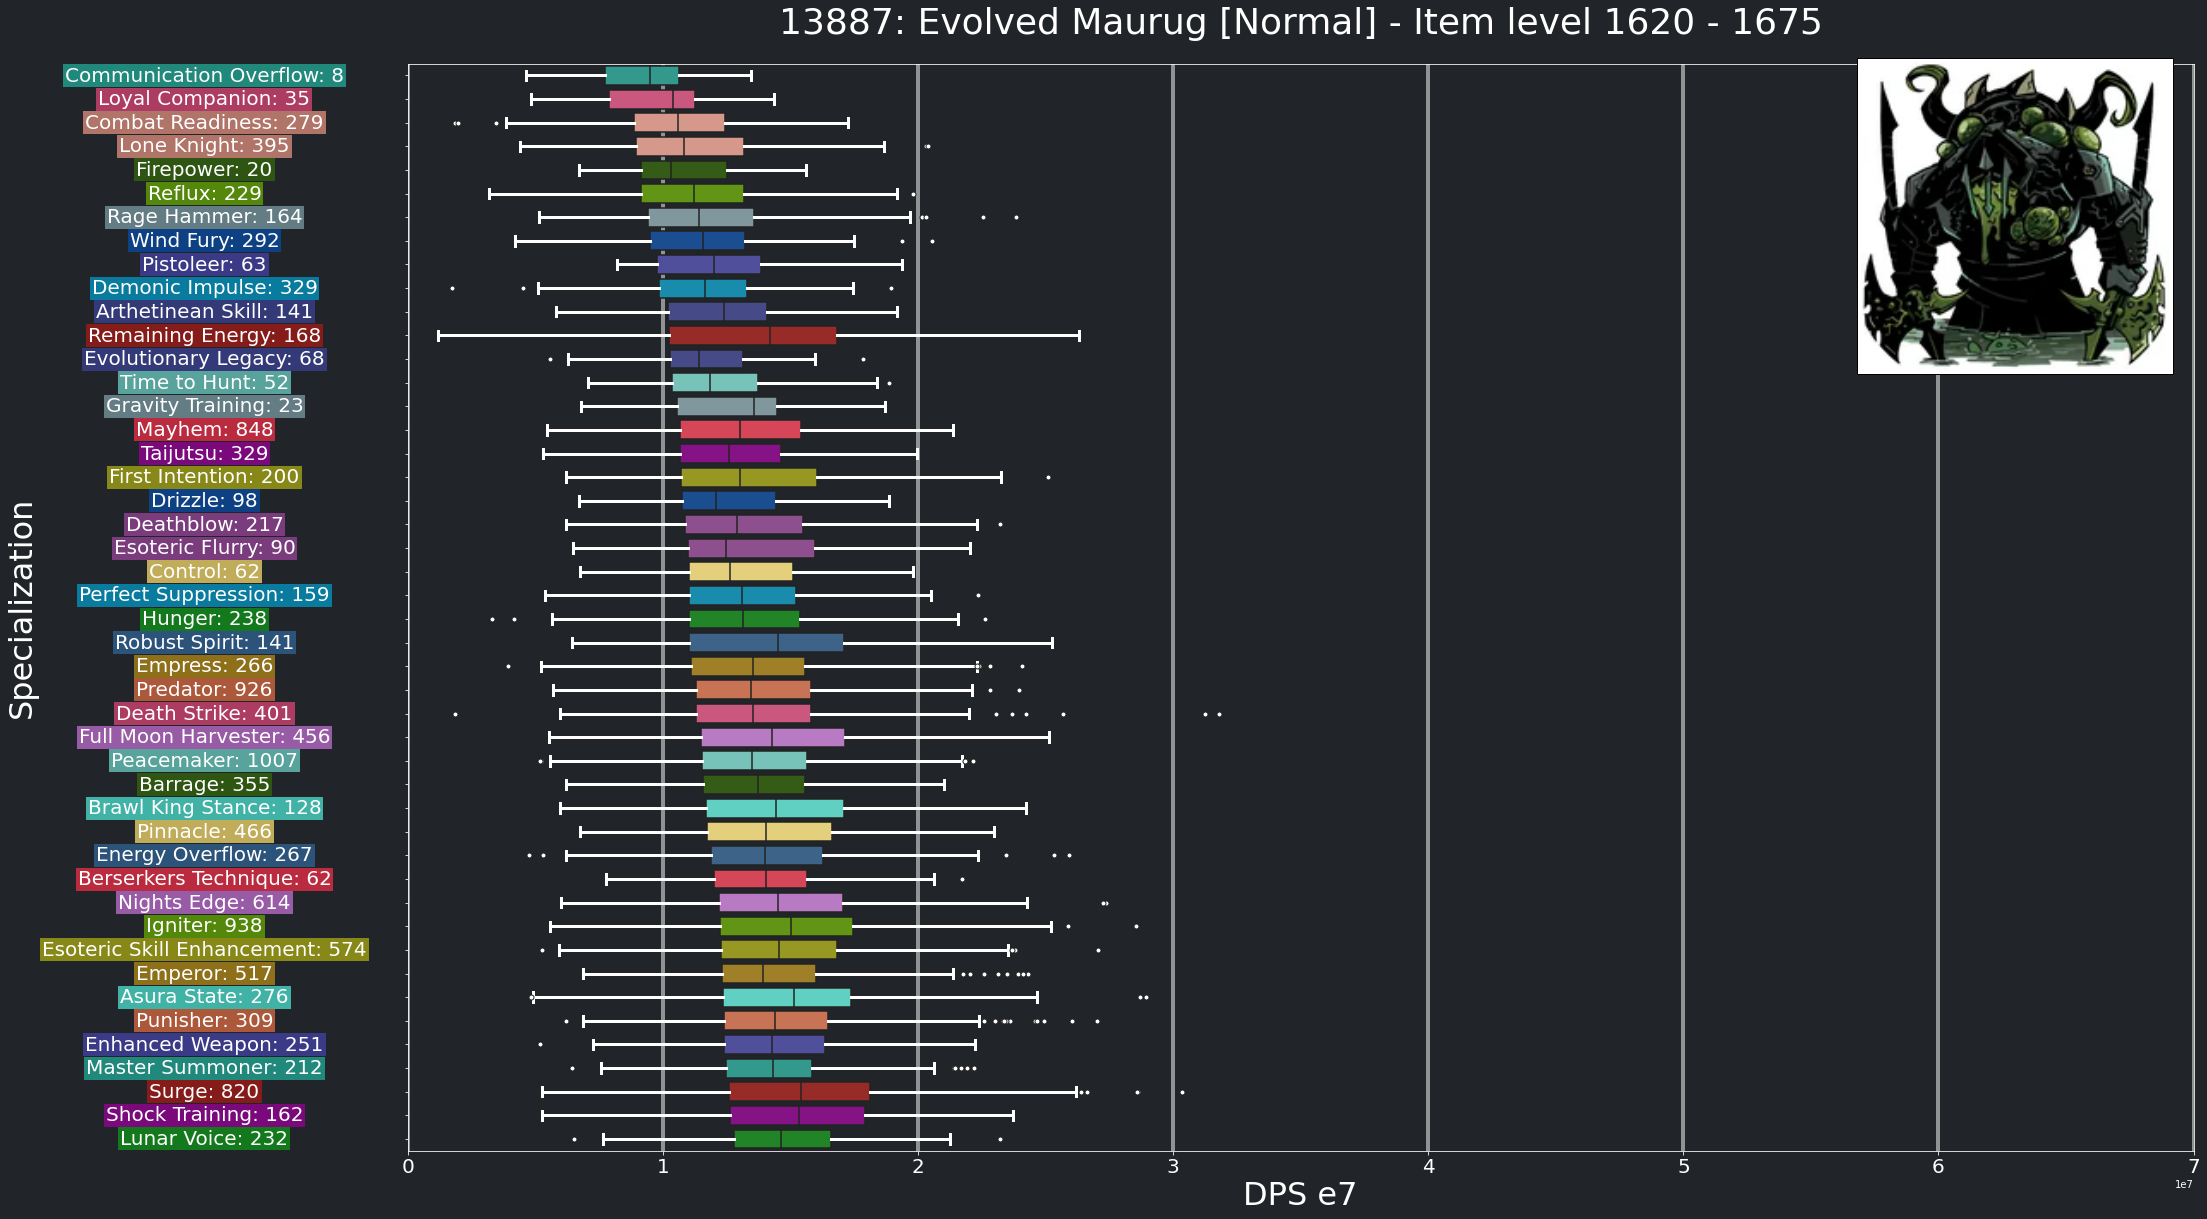 13887: Evolved Maurug [Normal] - Item level 1620 - 1675
Communication Overflow: 8
Loyal Companion: 35
Combat Readiness: 279
Lone Knight: 395
Firepower: 20
Reflux: 229
Rage Hammer: 164
Wind Fury: 292
Pistoleer: 63
Demonic Impulse: 329
Arthetinean Skill: 141
Remaining Energy: 168
Evolutionary Legacy: 68
Time to Hunt: 52
Gravity Training: 23
Mayhem: 848
Taijutsu: 329
First Intention: 200
Drizzle: 98
Deathblow: 217
Esoteric Flurry: 90
Control: 62
Perfect Suppression: 159
Hunger: 238
Robust Spirit: 141
Empress: 266
Predator: 926
Death Strike: 401
Full Moon Harvester: 456
Peacemaker: 1007
Barrage: 355
Brawl King Stance: 128
Pinnacle: 466
Energy Overflow: 267
Berserkers Technique: 62
Nights Edge: 614
Igniter: 938
Esoteric Skill Enhancement: 574
Emperor: 517
Asura State: 276
Punisher: 309
Enhanced Weapon: 251
Master Summoner: 212
Surge: 820
Shock Training: 162
Lunar Voice: 232
Specialization
0 1 2 3 4 5 6 7
DPS e7
1e7